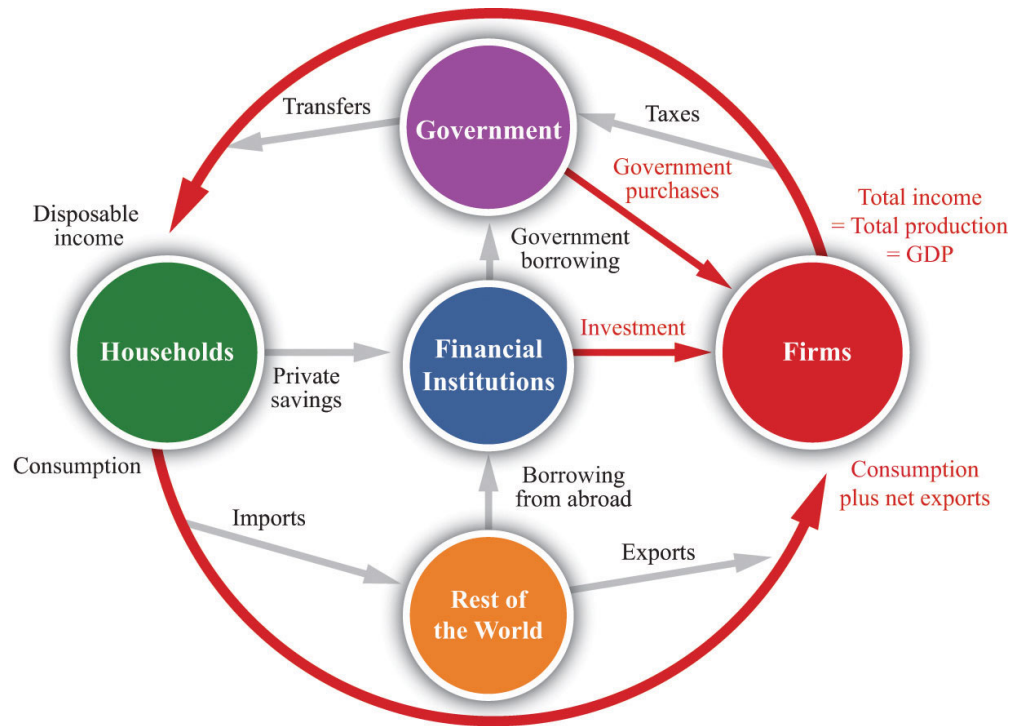 Transfers
Government
Taxes
Government
purchases
Total income
= Total production
= GDP
Disposable
income
Government
borrowing
Households
Private
savings
Financial
Institutions
Investment
Firms
Consumption
Imports
Borrowing
from abroad
Exports
Consumption
plus net exports
Rest of
the World